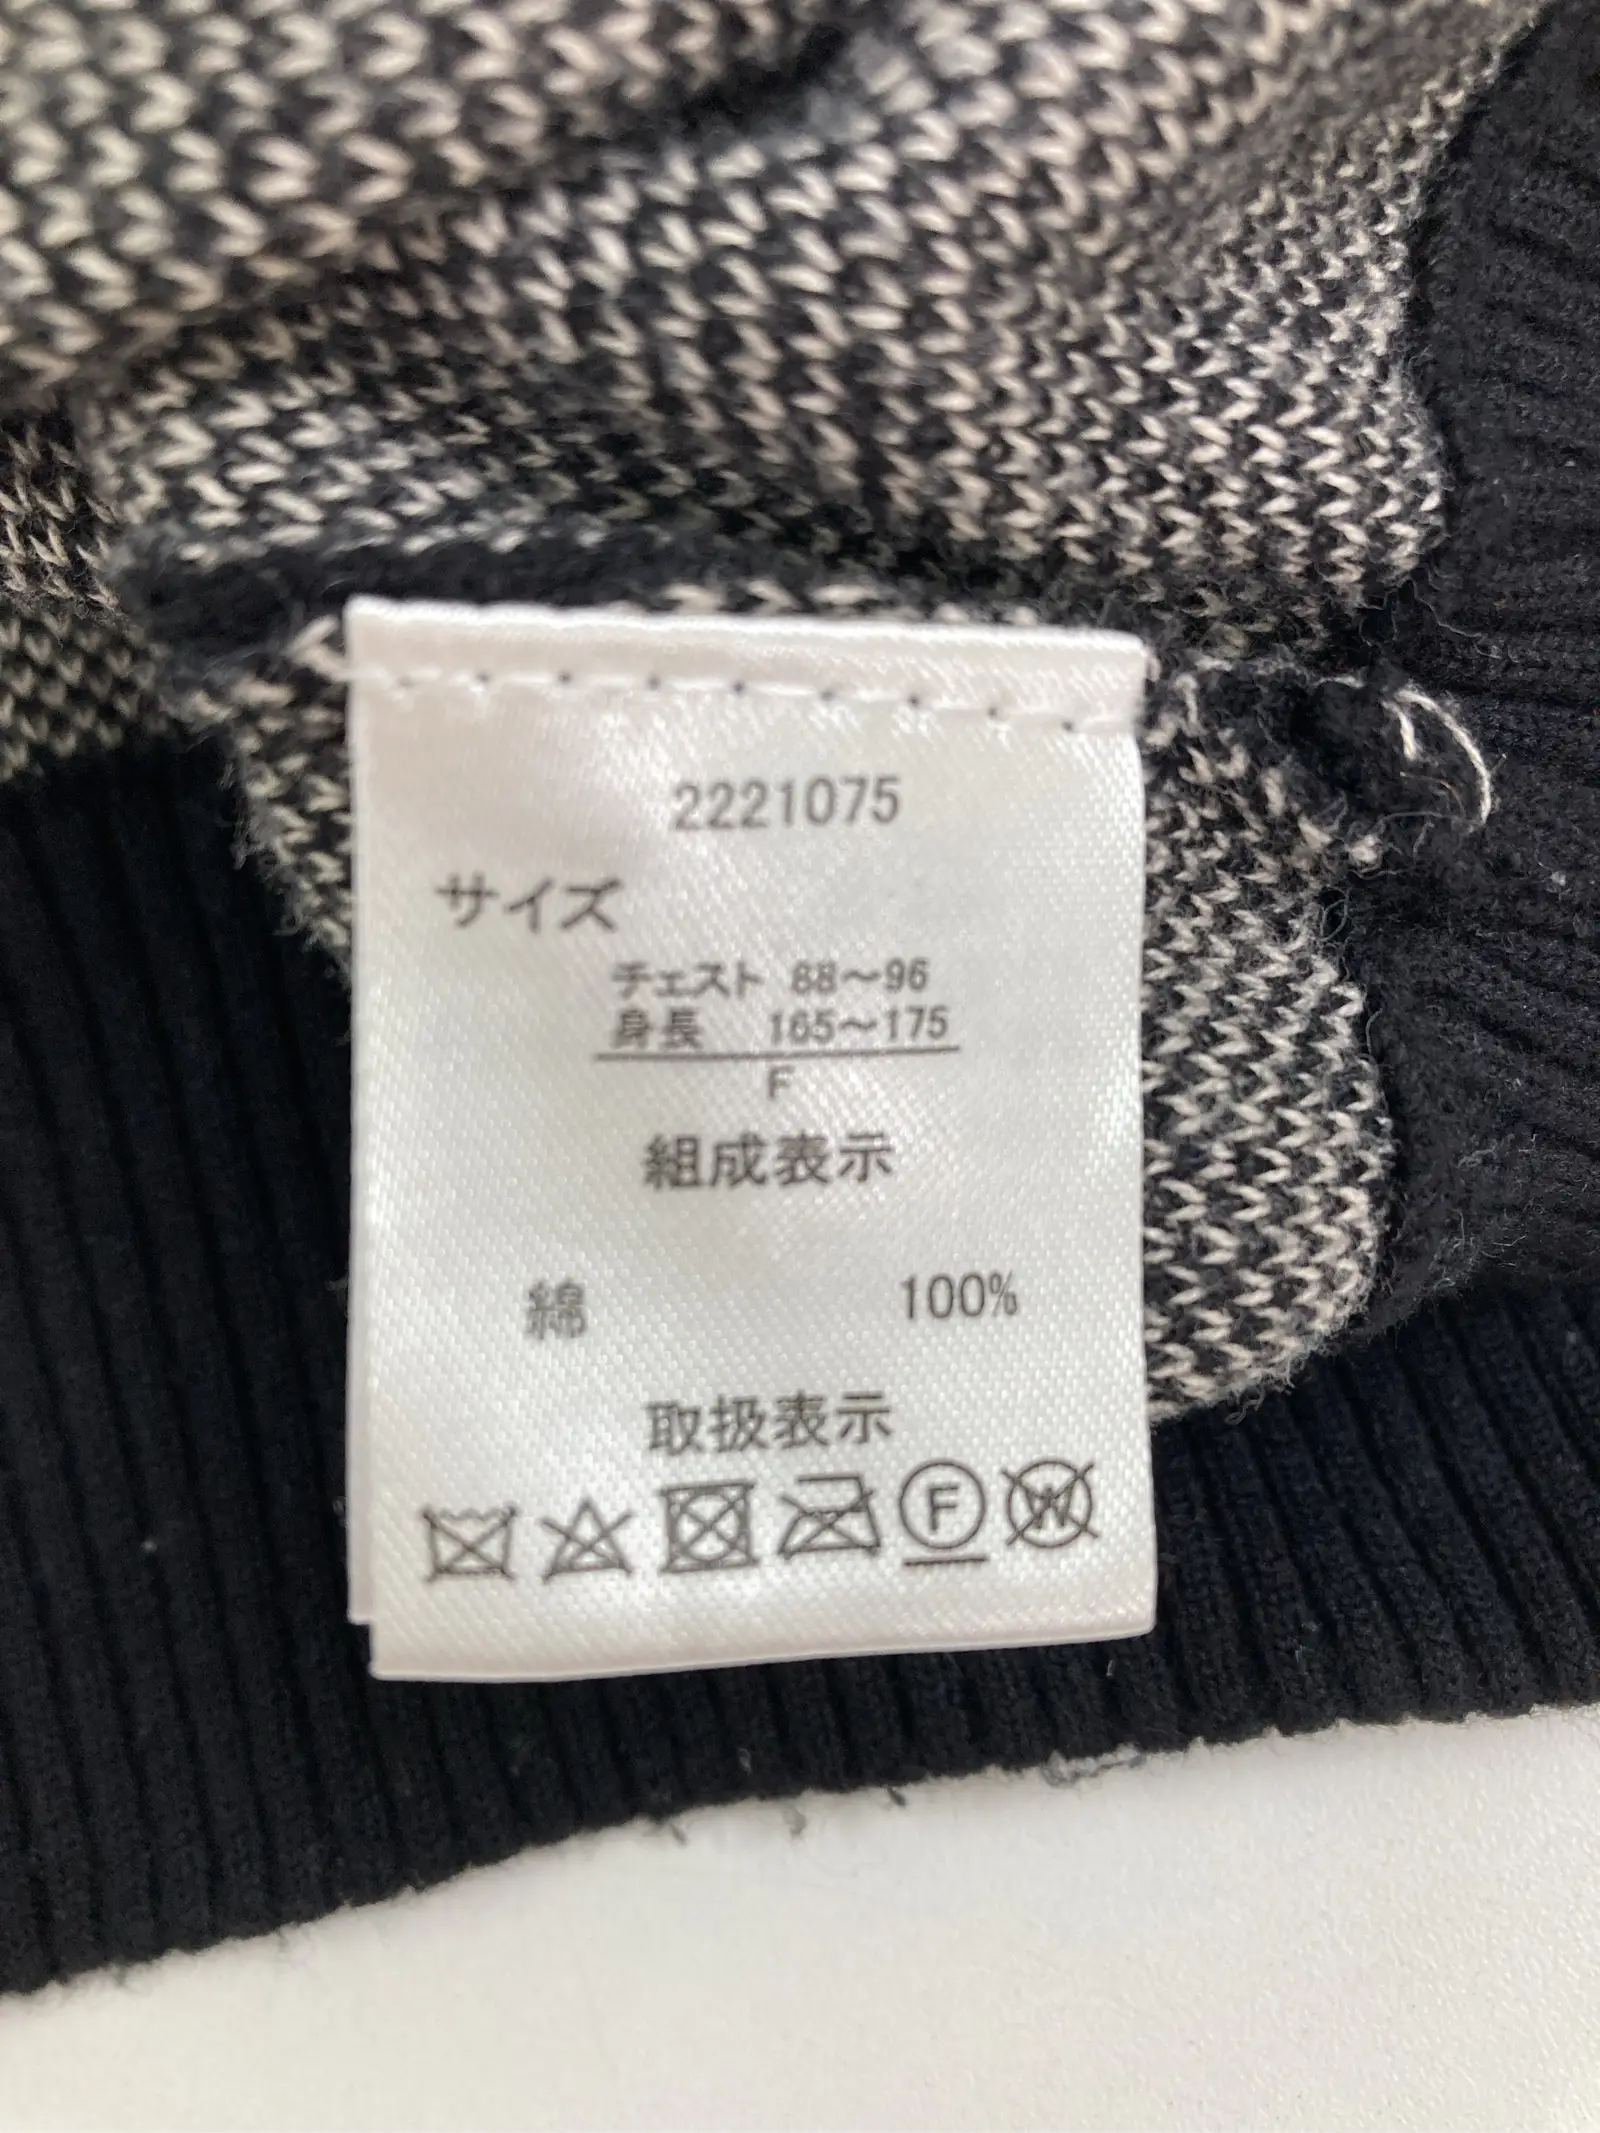 2221075
サイズ
チェスト 88～96
身長 165～175
F
組成表示
綿 100%
取扱表示
F W